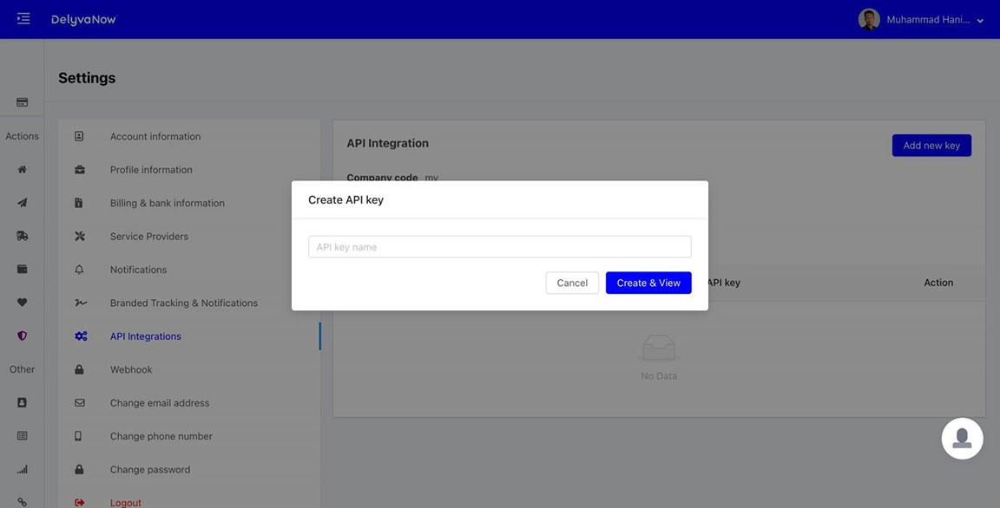 DelyvaNow
Muhammad Hani...
Settings
Actions
Other
Account information
Profile information
Billing & bank information
Service Providers
Notifications
Branded Tracking & Notifications
API Integrations
Webhook
Change email address
Change phone number
Change password
Logout
API Integration
Add new key
Company code my
Create API key
API key name
Cancel
Create & View
API key
Action
No Data